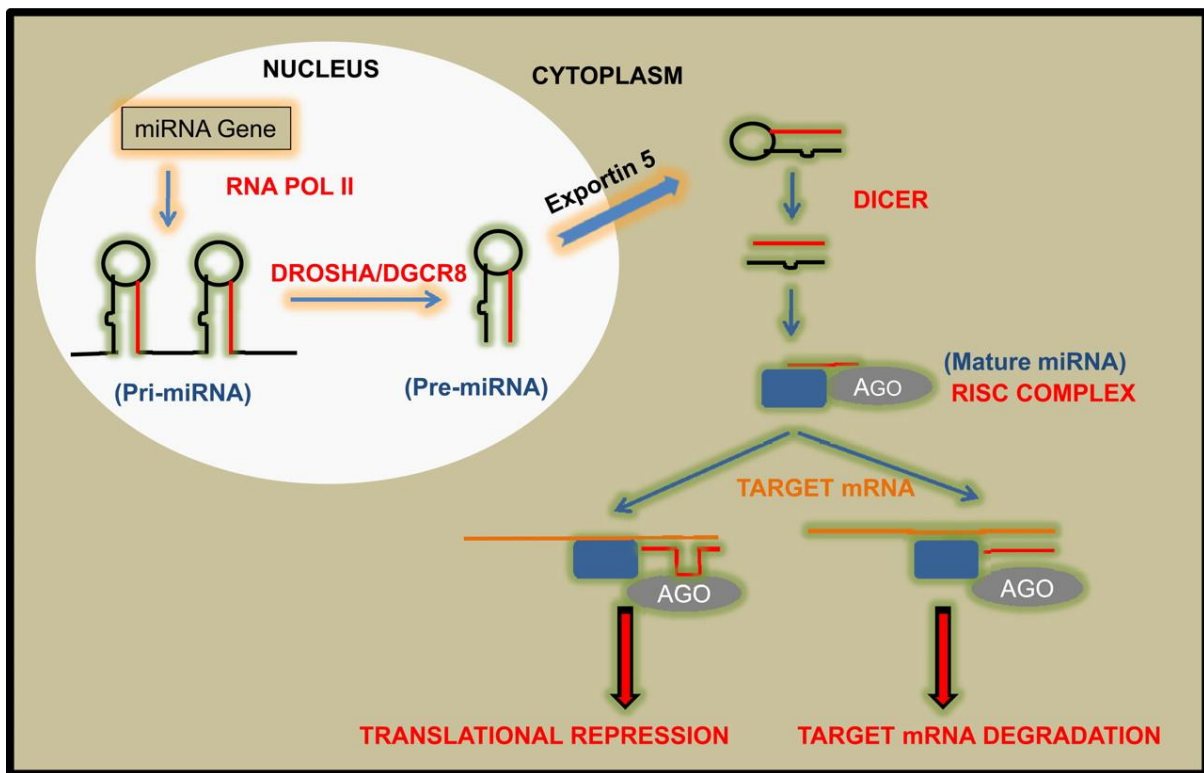 NUCLEUS
CYTOPLASM
miRNA Gene
RNA POL II
Exportin 5
DICER
DROSHA/DGCR8
(Pri-miRNA)
(Pre-miRNA)
(Mature miRNA)
AGO
RISC COMPLEX
TARGET mRNA
AGO
AGO
TRANSLATIONAL REPRESSION
TARGET mRNA DEGRADATION